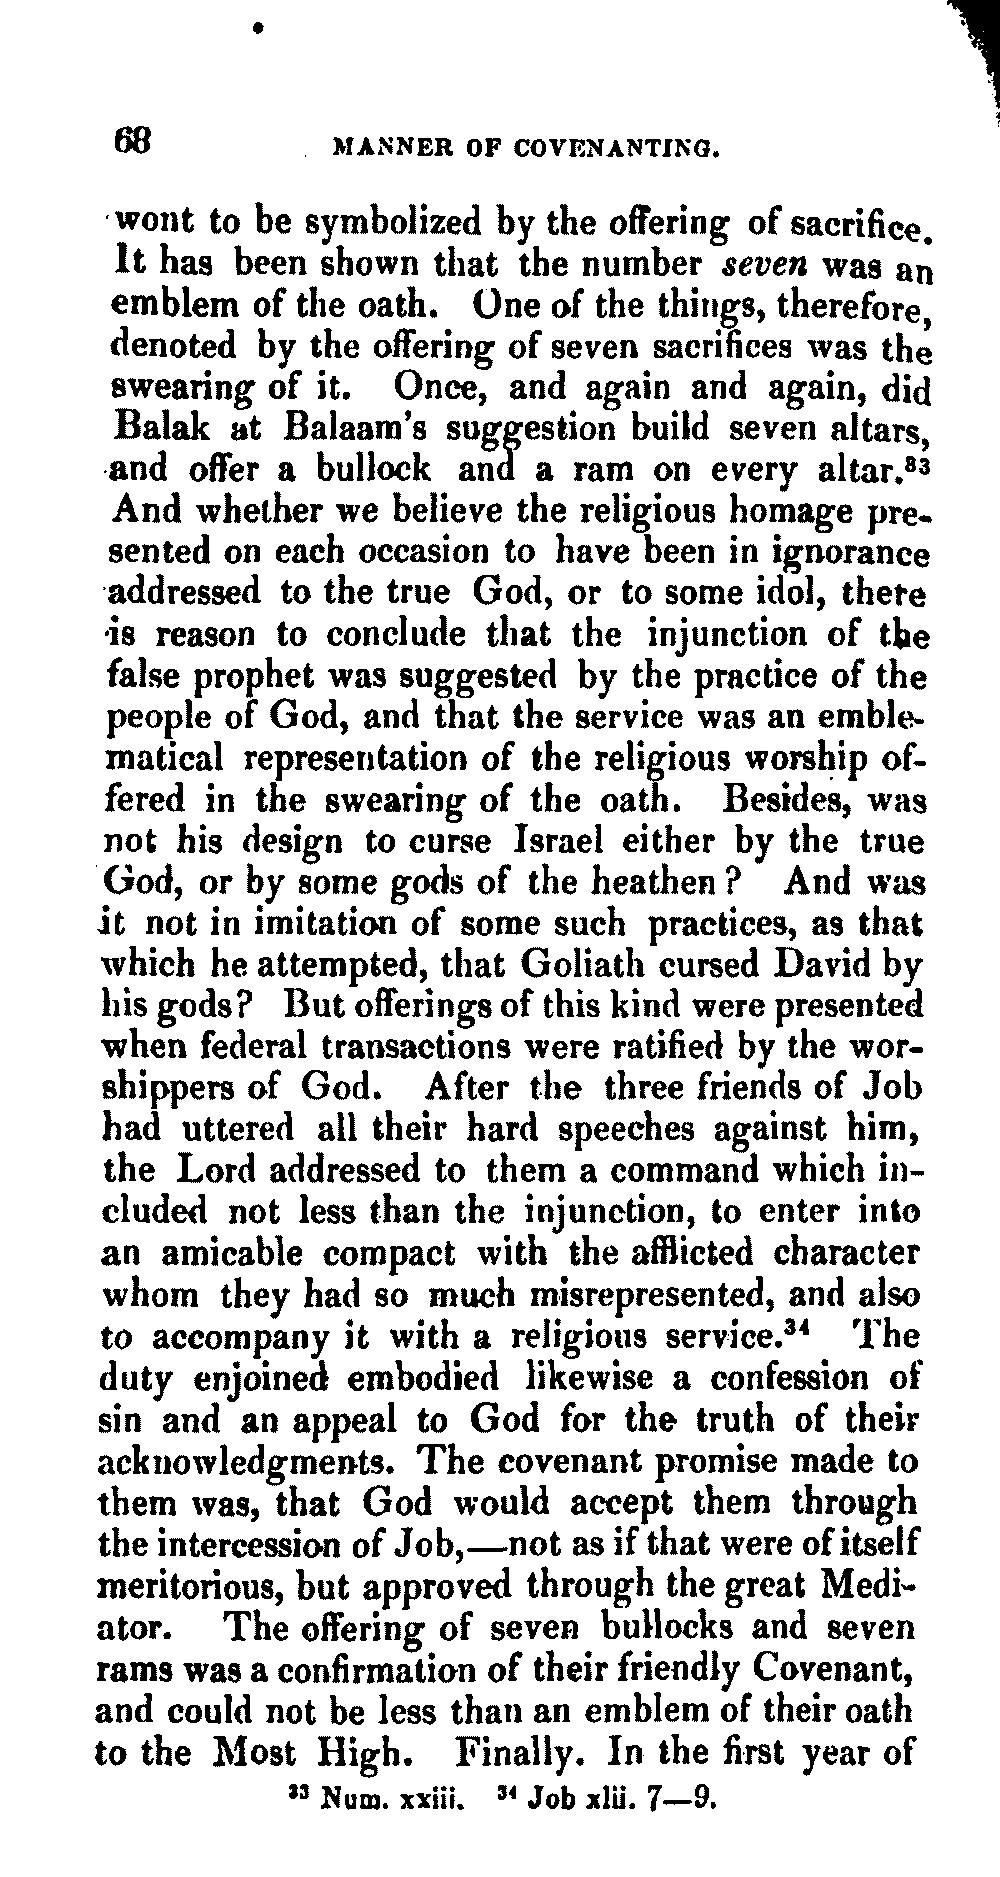 68 MANNER OF COVENANTING.
wont to be symbolized by the offering of sacrifice.
It has been shown that the number seven was an
emblem of the oath. One of the things, therefore,
denoted by the offering of seven sacrifices was the
swearing of it. Once, and again and again, did
Balak at Balaam's suggestion build seven altars,
and offer a bullock and a ram on every altar.³³
And whether we believe the religious homage pre-
sented on each occasion to have been in ignorance
addressed to the true God, or to some idol, there
is reason to conclude that the injunction of the
false prophet was suggested by the practice of the
people of God, and that the service was an emble-
matical representation of the religious worship of-
fered in the swearing of the oath. Besides, was
not his design to curse Israel either by the true
God, or by some gods of the heathen? And was
it not in imitation of some such practices, as that
which he attempted, that Goliath cursed David by
his gods? But offerings of this kind were presented
when federal transactions were ratified by the wor-
shippers of God. After the three friends of Job
had uttered all their hard speeches against him,
the Lord addressed to them a command which in-
cluded not less than the injunction, to enter into
an amicable compact with the afflicted character
whom they had so much misrepresented, and also
to accompany it with a religious service.³⁴ The
duty enjoined embodied likewise a confession of
sin and an appeal to God for the truth of their
acknowledgments. The covenant promise made to
them was, that God would accept them through
the intercession of Job,—not as if that were of itself
meritorious, but approved through the great Medi-
ator. The offering of seven bullocks and seven
rams was a confirmation of their friendly Covenant,
and could not be less than an emblem of their oath
to the Most High. Finally. In the first year of
³³ Num. xxiii. ³⁴ Job xlii. 7—9.